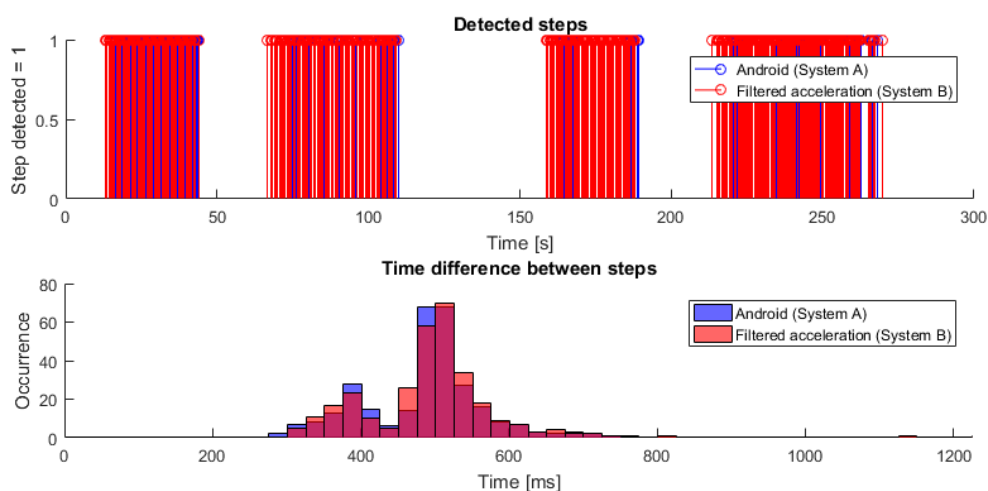 Detected steps
Step detected = 1
1
0.5
0
Android (System A)
Filtered acceleration (System B)
0 50 100 150 200 250 300
Time [s]
Time difference between steps
Occurrence
80
60
40
20
0
Android (System A)
Filtered acceleration (System B)
0 200 400 600 800 1000 1200
Time [ms]